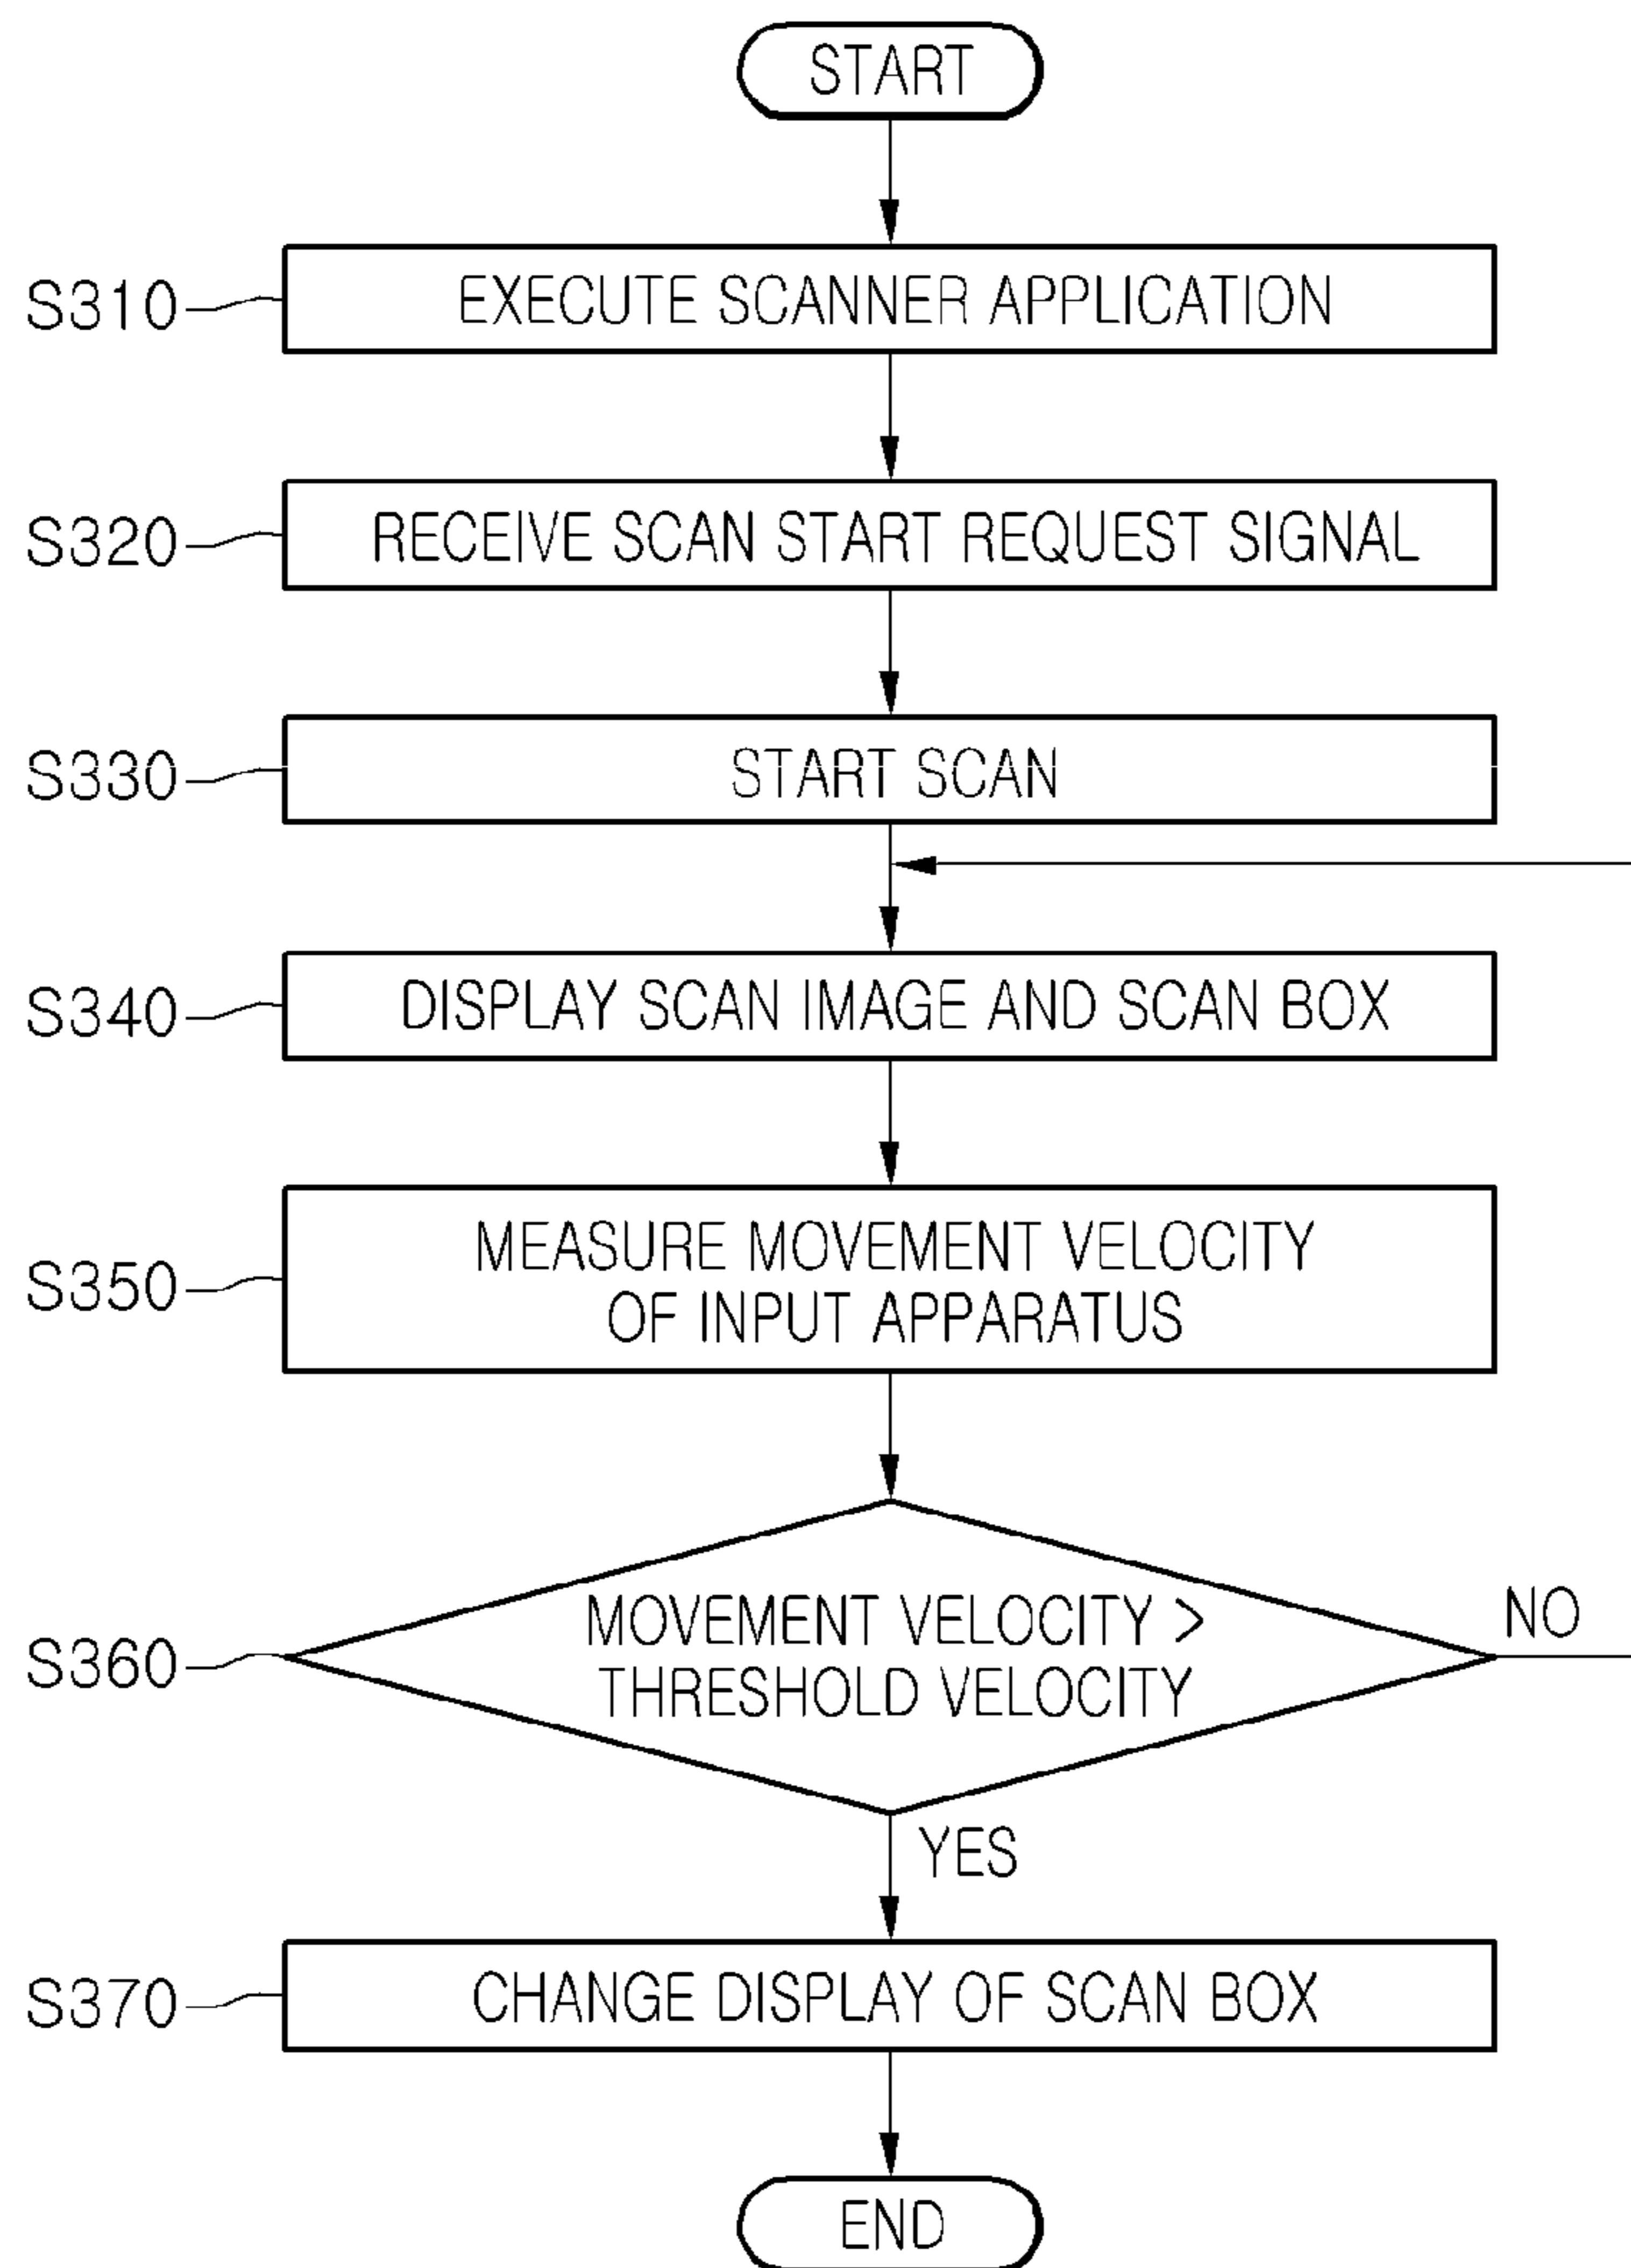 START
S310
EXECUTE SCANNER APPLICATION
S320
RECEIVE SCAN START REQUEST SIGNAL
S330
START SCAN
S340
DISPLAY SCAN IMAGE AND SCAN BOX
S350
MEASURE MOVEMENT VELOCITY
OF INPUT APPARATUS
S360
MOVEMENT VELOCITY >
THRESHOLD VELOCITY
NO
YES
S370
CHANGE DISPLAY OF SCAN BOX
END